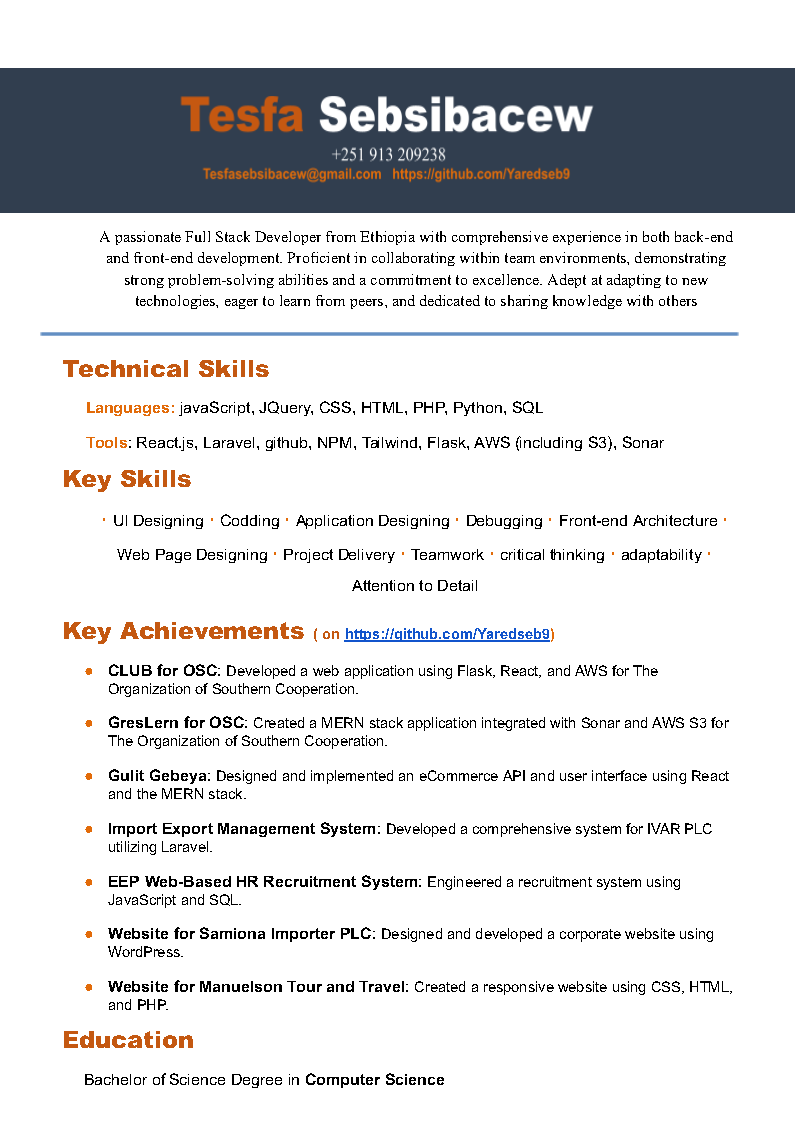 Tesfa Sebsibacew
+251 913 209238
Tesfasebsibacew@gmail.com https://github.com/Yaredseb9
A passionate Full Stack Developer from Ethiopia with comprehensive experience in both back-end
and front-end development. Proficient in collaborating within team environments, demonstrating
strong problem-solving abilities and a commitment to excellence. Adept at adapting to new
technologies, eager to learn from peers, and dedicated to sharing knowledge with others
Technical Skills
Languages: javaScript, JQuery, CSS, HTML, PHP, Python, SQL
Tools: React.js, Laravel, github, NPM, Tailwind, Flask, AWS (including S3), Sonar
Key Skills
· UI Designing · Codding · Application Designing · Debugging · Front-end Architecture ·
Web Page Designing · Project Delivery · Teamwork · critical thinking · adaptability ·
Attention to Detail
Key Achievements ( on https://github.com/Yaredseb9)
● CLUB for OSC: Developed a web application using Flask, React, and AWS for The
Organization of Southern Cooperation.
● GresLern for OSC: Created a MERN stack application integrated with Sonar and AWS S3 for
The Organization of Southern Cooperation.
● Gulit Gebeya: Designed and implemented an eCommerce API and user interface using React
and the MERN stack.
● Import Export Management System: Developed a comprehensive system for IVAR PLC
utilizing Laravel.
● EEP Web-Based HR Recruitment System: Engineered a recruitment system using
JavaScript and SQL.
● Website for Samiona Importer PLC: Designed and developed a corporate website using
WordPress.
● Website for Manuelson Tour and Travel: Created a responsive website using CSS, HTML,
and PHP.
Education
Bachelor of Science Degree in Computer Science